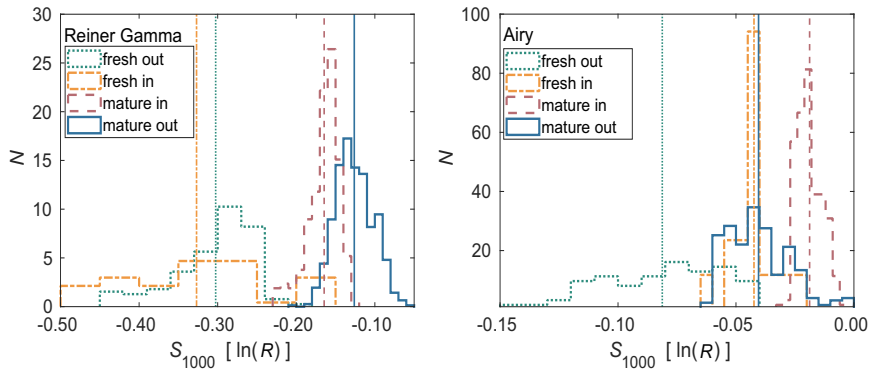 Reiner Gamma
fresh out
fresh in
mature in
mature out
30
25
20
15
10
5
0
N
-0.50 -0.40 -0.30 -0.20 -0.10
S1000 [ ln(R) ]
Airy
fresh out
fresh in
mature in
mature out
100
80
60
40
20
N
-0.15 -0.10 -0.05 0.00
S1000 [ ln(R) ]